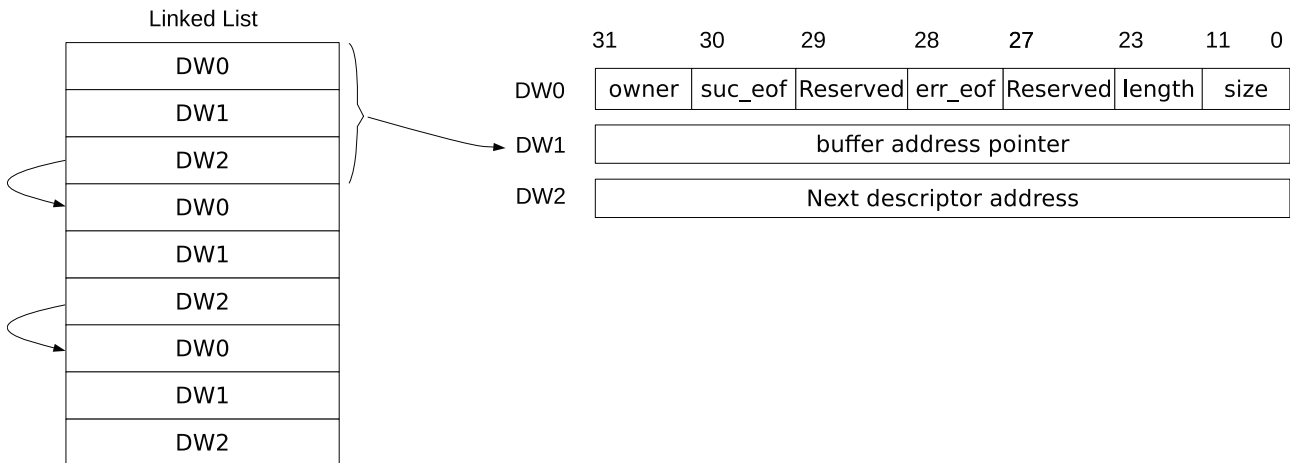 Linked List
DW0
DW1
DW2
DW0
DW1
DW2
DW0
DW1
DW2
31 30 29 28 27 23 11 0
DW0 owner suc_eof Reserved err_eof Reserved length size
DW1 buffer address pointer
DW2 Next descriptor address